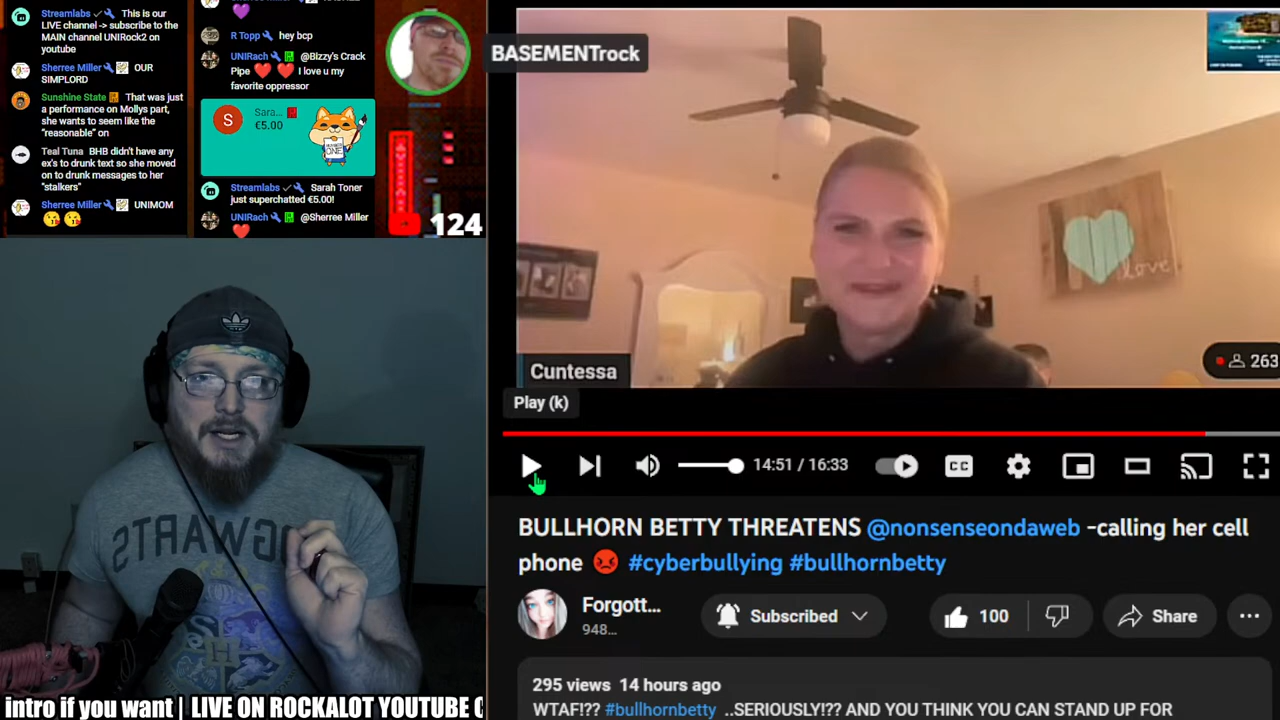 Streamlabs This is our
LIVE channel -> subscribe to the
MAIN channel UNIRock2 on
youtube
Sherree Miller OUR
SIMPLORD
Sunshine State That was just
a performance on Mollys part,
she wants to seem like the
"reasonable" on
Teal Tuna BHB didn't have any
ex's to drunk text so she moved
on to drunk messages to her
"stalkers"
Sherree Miller UNIMOM
R Topp hey bcp
UNIRach @Bizzy's Crack
Pipe I love u my
favorite oppressor
S
Sara...
€5.00
NUMBER
ONE
Streamlabs Sarah Toner
just superchatted €5.00!
UNIRach @Sherree Miller
124
BASEMENTrock
love
Cuntessa
263
Play (k)
14:51 / 16:33
CC
BULLHORN BETTY THREATENS @nonsenseondaweb -calling her cell
phone #cyberbullying #bullhornbetty
Forgott...
948...
Subscribed
100
Share
295 views 14 hours ago
WTAF!?? #bullhornbetty ..SERIOUSLY!?? AND YOU THINK YOU CAN STAND UP FOR
HOGWARTS
intro if you want | LIVE ON ROCKALOT YOUTUBE C